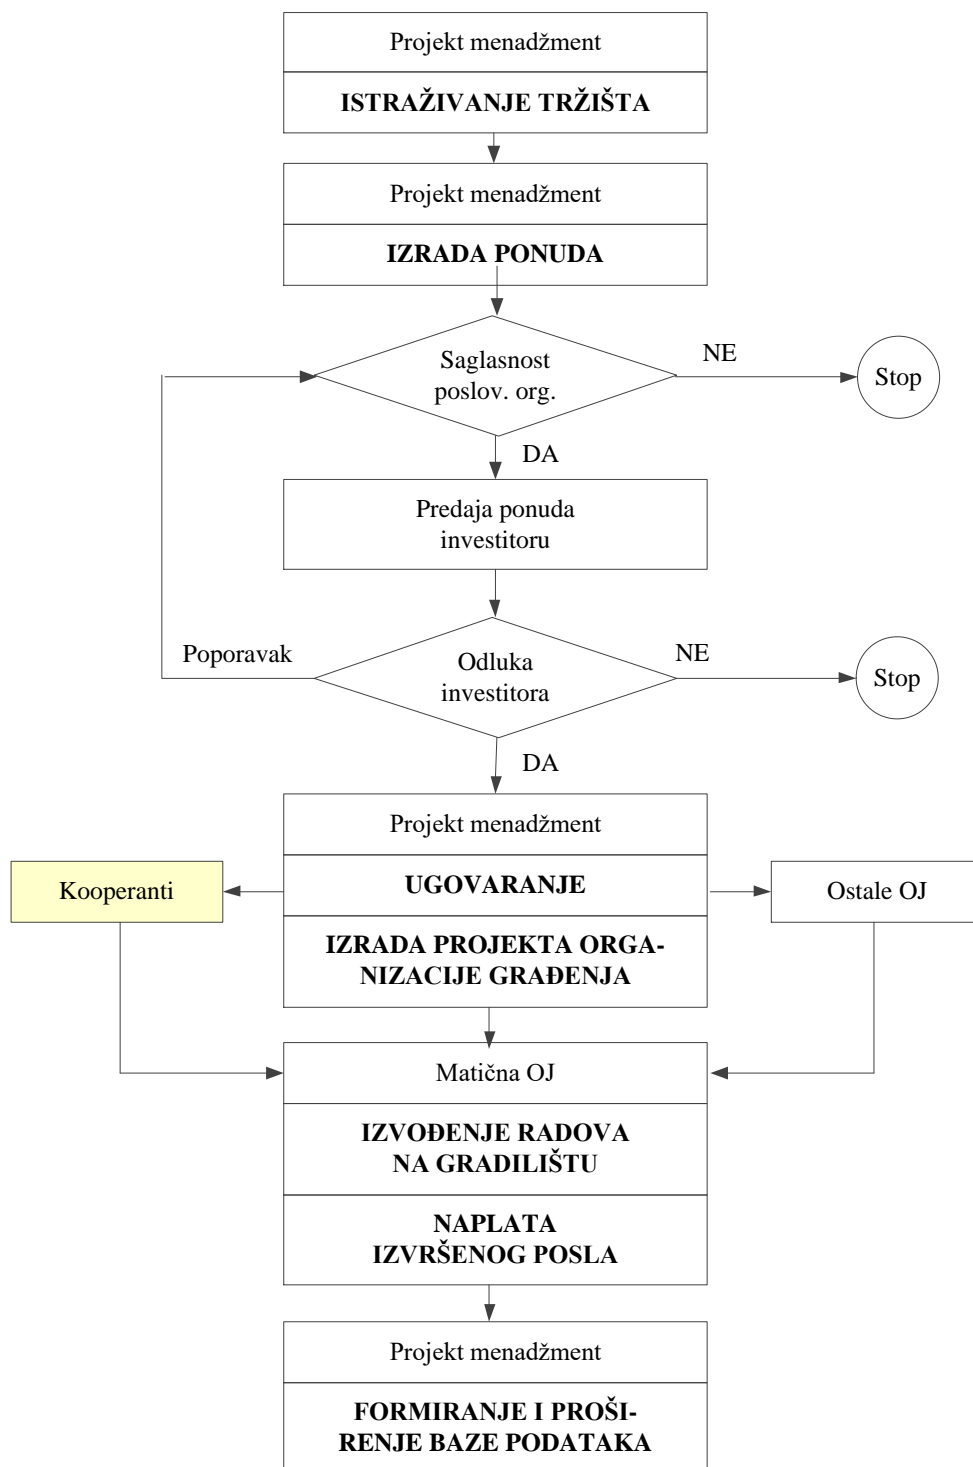 Projekt menadžment
ISTRAŽIVANJE TRŽIŠTA
Projekt menadžment
IZRADA PONUDA
Saglasnost
poslov. org.
NE
Stop
DA
Predaja ponuda
investitoru
Poporavak
Odluka
investitora
NE
Stop
DA
Projekt menadžment
Kooperanti
UGOVARANJE
Ostale OJ
IZRADA PROJEKTA ORGA-
NIZACIJE GRAĐENJA
Matična OJ
IZVOĐENJE RADOVA
NA GRADILIŠTU
NAPLATA
IZVRŠENOG POSLA
Projekt menadžment
FORMIRANJE I PROŠI-
RENJE BAZE PODATAKA